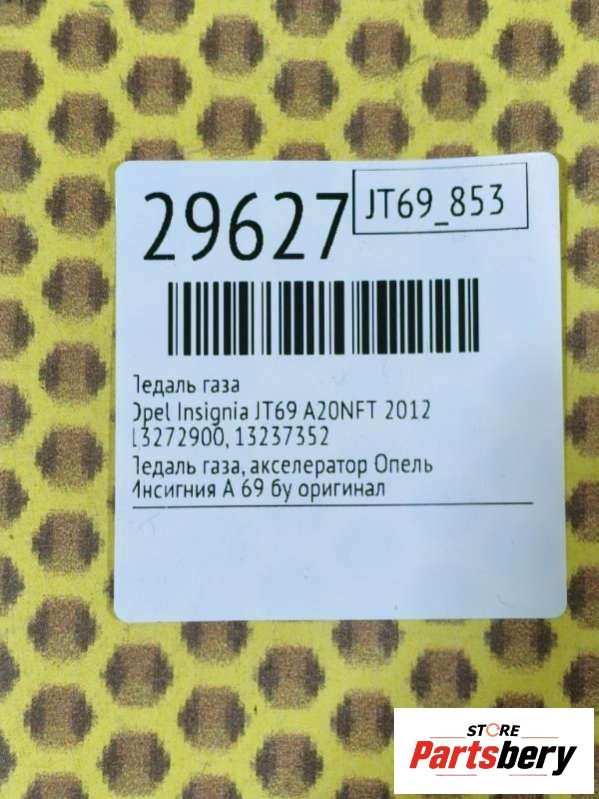 29627
JT69_853
Педаль газа
Opel Insignia JT69 A20NFT 2012
13272900, 13237352
Педаль газа, акселератор Опель
Инсигния А 69 бу оригинал
STORE
Partsbery